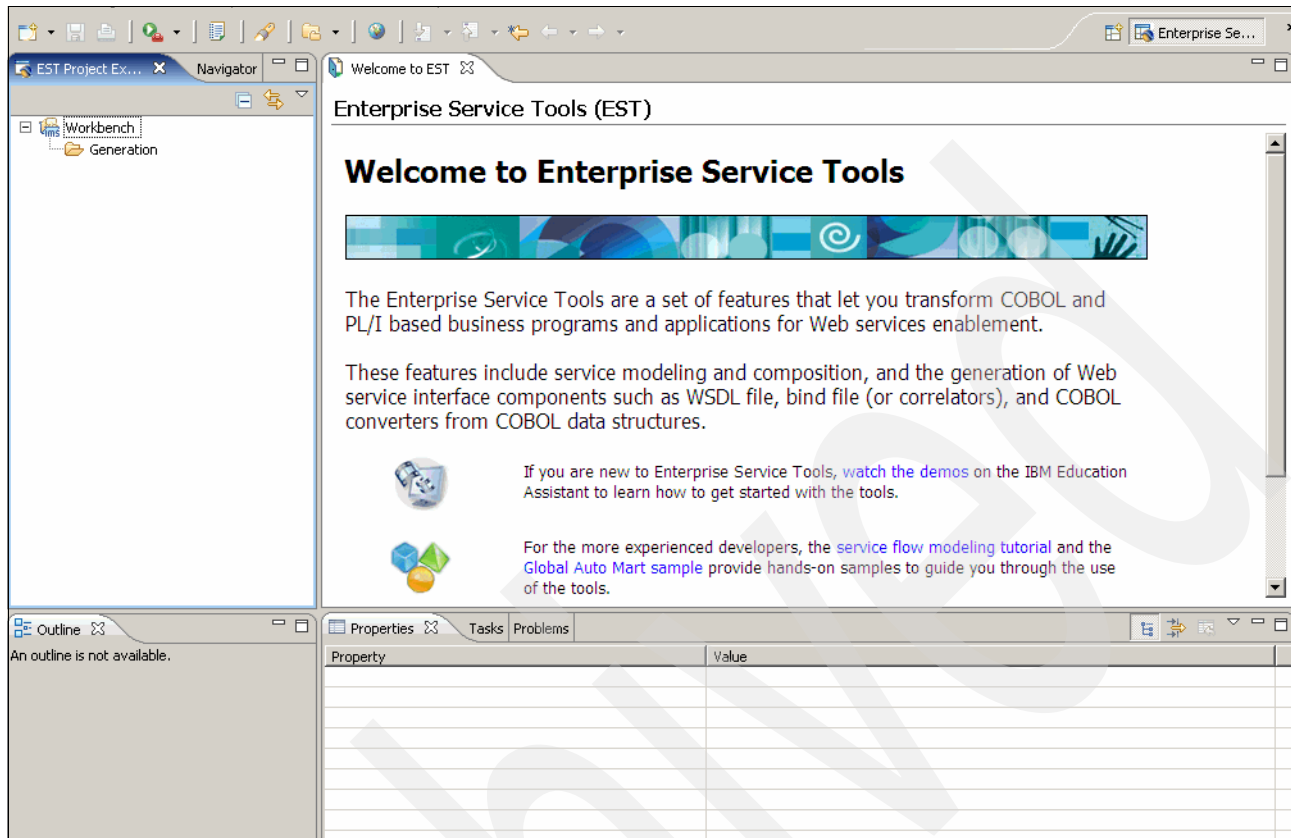 Enterprise Se...
EST Project Ex...
Navigator
Welcome to EST
Workbench
Generation
Enterprise Service Tools (EST)
Welcome to Enterprise Service Tools
The Enterprise Service Tools are a set of features that let you transform COBOL and
PL/I based business programs and applications for Web services enablement.
These features include service modeling and composition, and the generation of Web
service interface components such as WSDL file, bind file (or correlators), and COBOL
converters from COBOL data structures.
If you are new to Enterprise Service Tools, watch the demos on the IBM Education
Assistant to learn how to get started with the tools.
For the more experienced developers, the service flow modeling tutorial and the
Global Auto Mart sample provide hands-on samples to guide you through the use
of the tools.
Outline
An outline is not available.
Properties
Tasks
Problems
Property
Value